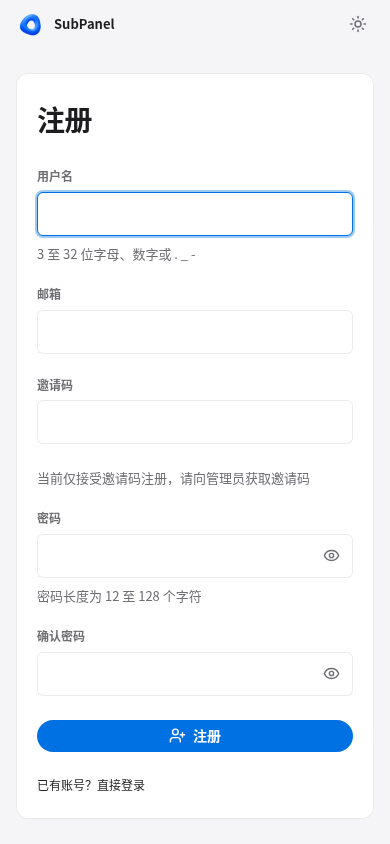 SubPanel
注册
用户名
3 至 32 位字母、数字或 . _ -
邮箱
邀请码
当前仅接受邀请码注册，请向管理员获取邀请码
密码
密码长度为 12 至 128 个字符
确认密码
注册
已有账号？直接登录